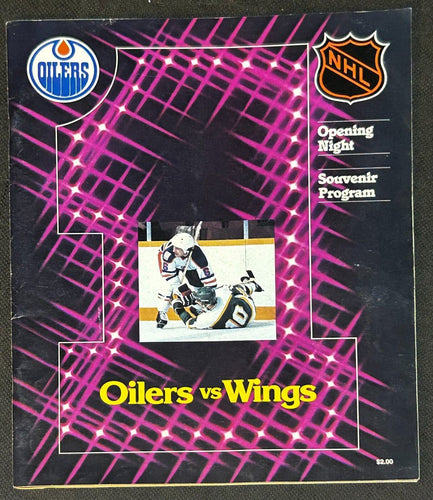 OILERS
NHL
Opening
Night
Souvenir
Program
Oilers vs Wings
$2.00